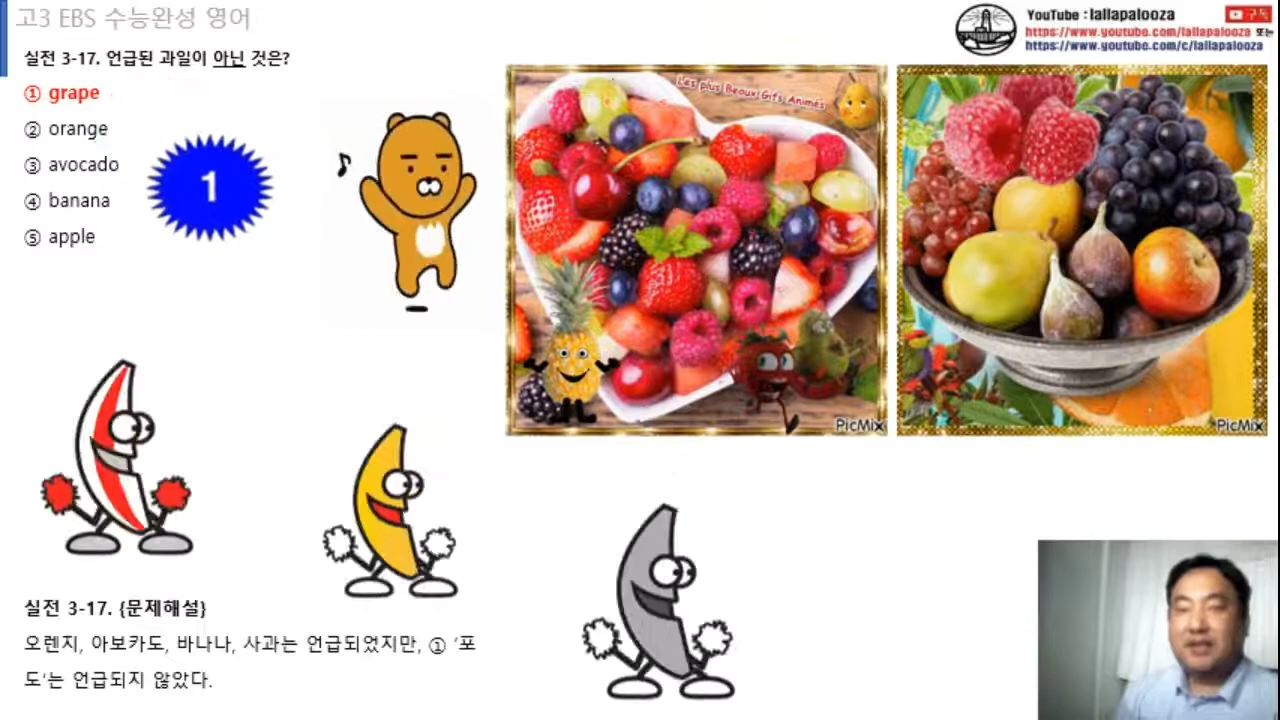 고3 EBS 수능완성 영어
YouTube : lallapalooza
구독
https://www.youtube.com/lallapalooza 또는
https://www.youtube.com/c/lallapalooza
실전 3-17. 언급된 과일이 아닌 것은?
① grape
② orange
③ avocado
④ banana
⑤ apple
1
Les plus Beaux Gifs Animés
PicMix
PicMix
실전 3-17. {문제해설}
오렌지, 아보카도, 바나나, 사과는 언급되었지만, ① ‘포
도’는 언급되지 않았다.